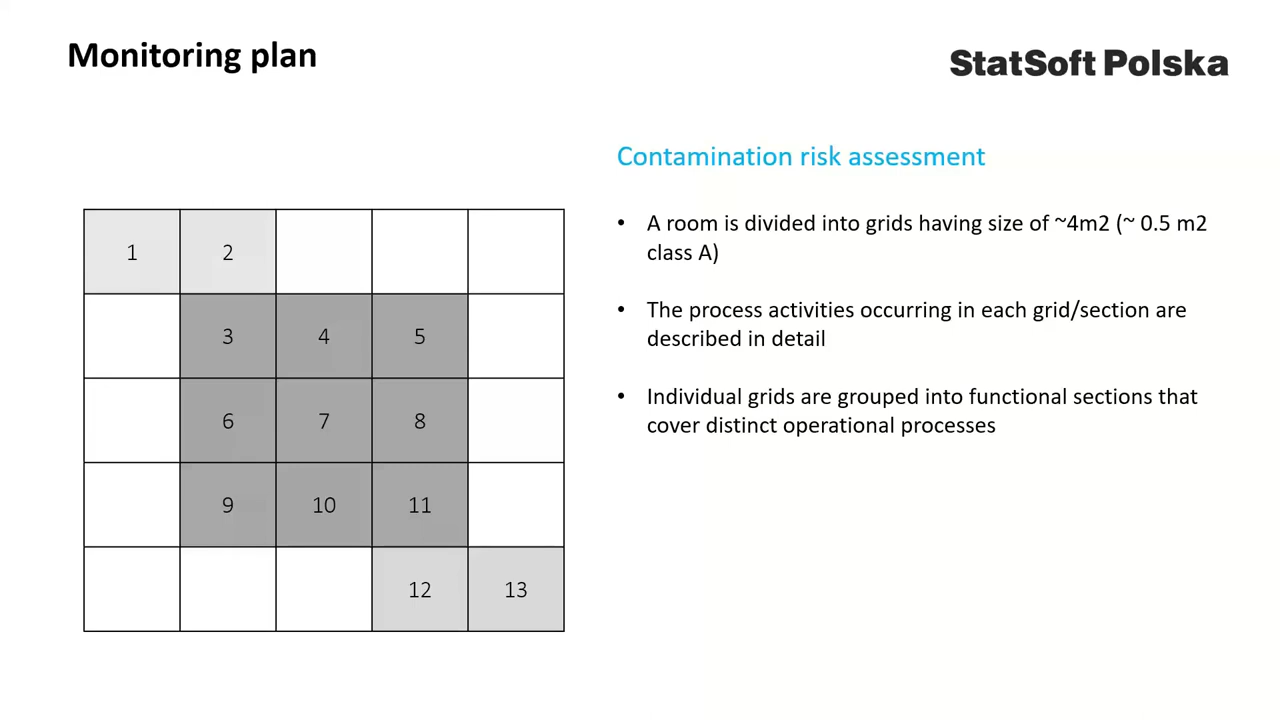 Monitoring plan
StatSoft Polska
Contamination risk assessment
• A room is divided into grids having size of ~4m2 (~ 0.5 m2
class A)
• The process activities occurring in each grid/section are
described in detail
• Individual grids are grouped into functional sections that
cover distinct operational processes
1 2
3 4 5
6 7 8
9 10 11
12 13